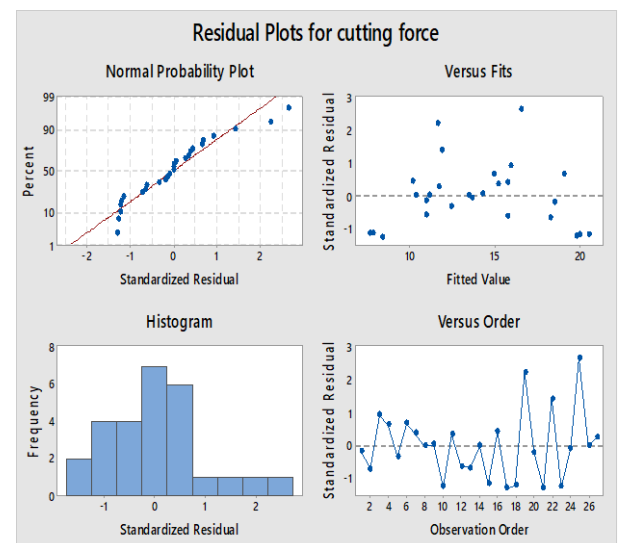 Residual Plots for cutting force
Normal Probability Plot
99
90
50
10
1
Percent
-2 -1 0 1 2
Standardized Residual
Versus Fits
3
2
1
0
-1
Standardized Residual
10 15 20
Fitted Value
Histogram
8
6
4
2
0
Frequency
-1 0 1 2
Standardized Residual
Versus Order
3
2
1
0
-1
Standardized Residual
2 4 6 8 10 12 14 16 18 20 22 24 26
Observation Order